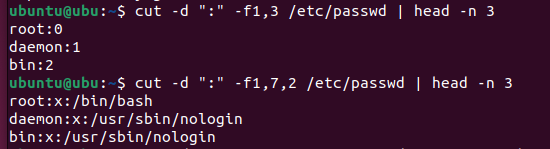 ubuntu@ubu:~$ cut -d ":" -f1,3 /etc/passwd | head -n 3
root:0
daemon:1
bin:2
ubuntu@ubu:~$ cut -d ":" -f1,7,2 /etc/passwd | head -n 3
root:x:/bin/bash
daemon:x:/usr/sbin/nologin
bin:x:/usr/sbin/nologin